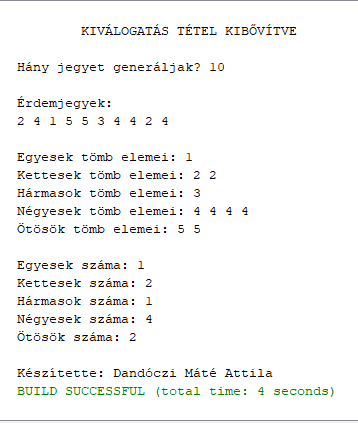 KIVÁLOGATÁS TÉTEL KIBŐVÍTVE
Hány jegyet generáljak? 10
Érdemjegyek:
2 4 1 5 5 3 4 4 2 4
Egyesek tömb elemei: 1
Kettesek tömb elemei: 2 2
Hármasok tömb elemei: 3
Négyesek tömb elemei: 4 4 4 4
Ötösök tömb elemei: 5 5
Egyesek száma: 1
Kettesek száma: 2
Hármasok száma: 1
Négyesek száma: 4
Ötösök száma: 2
Készítette: Dandóczi Máté Attila
BUILD SUCCESSFUL (total time: 4 seconds)